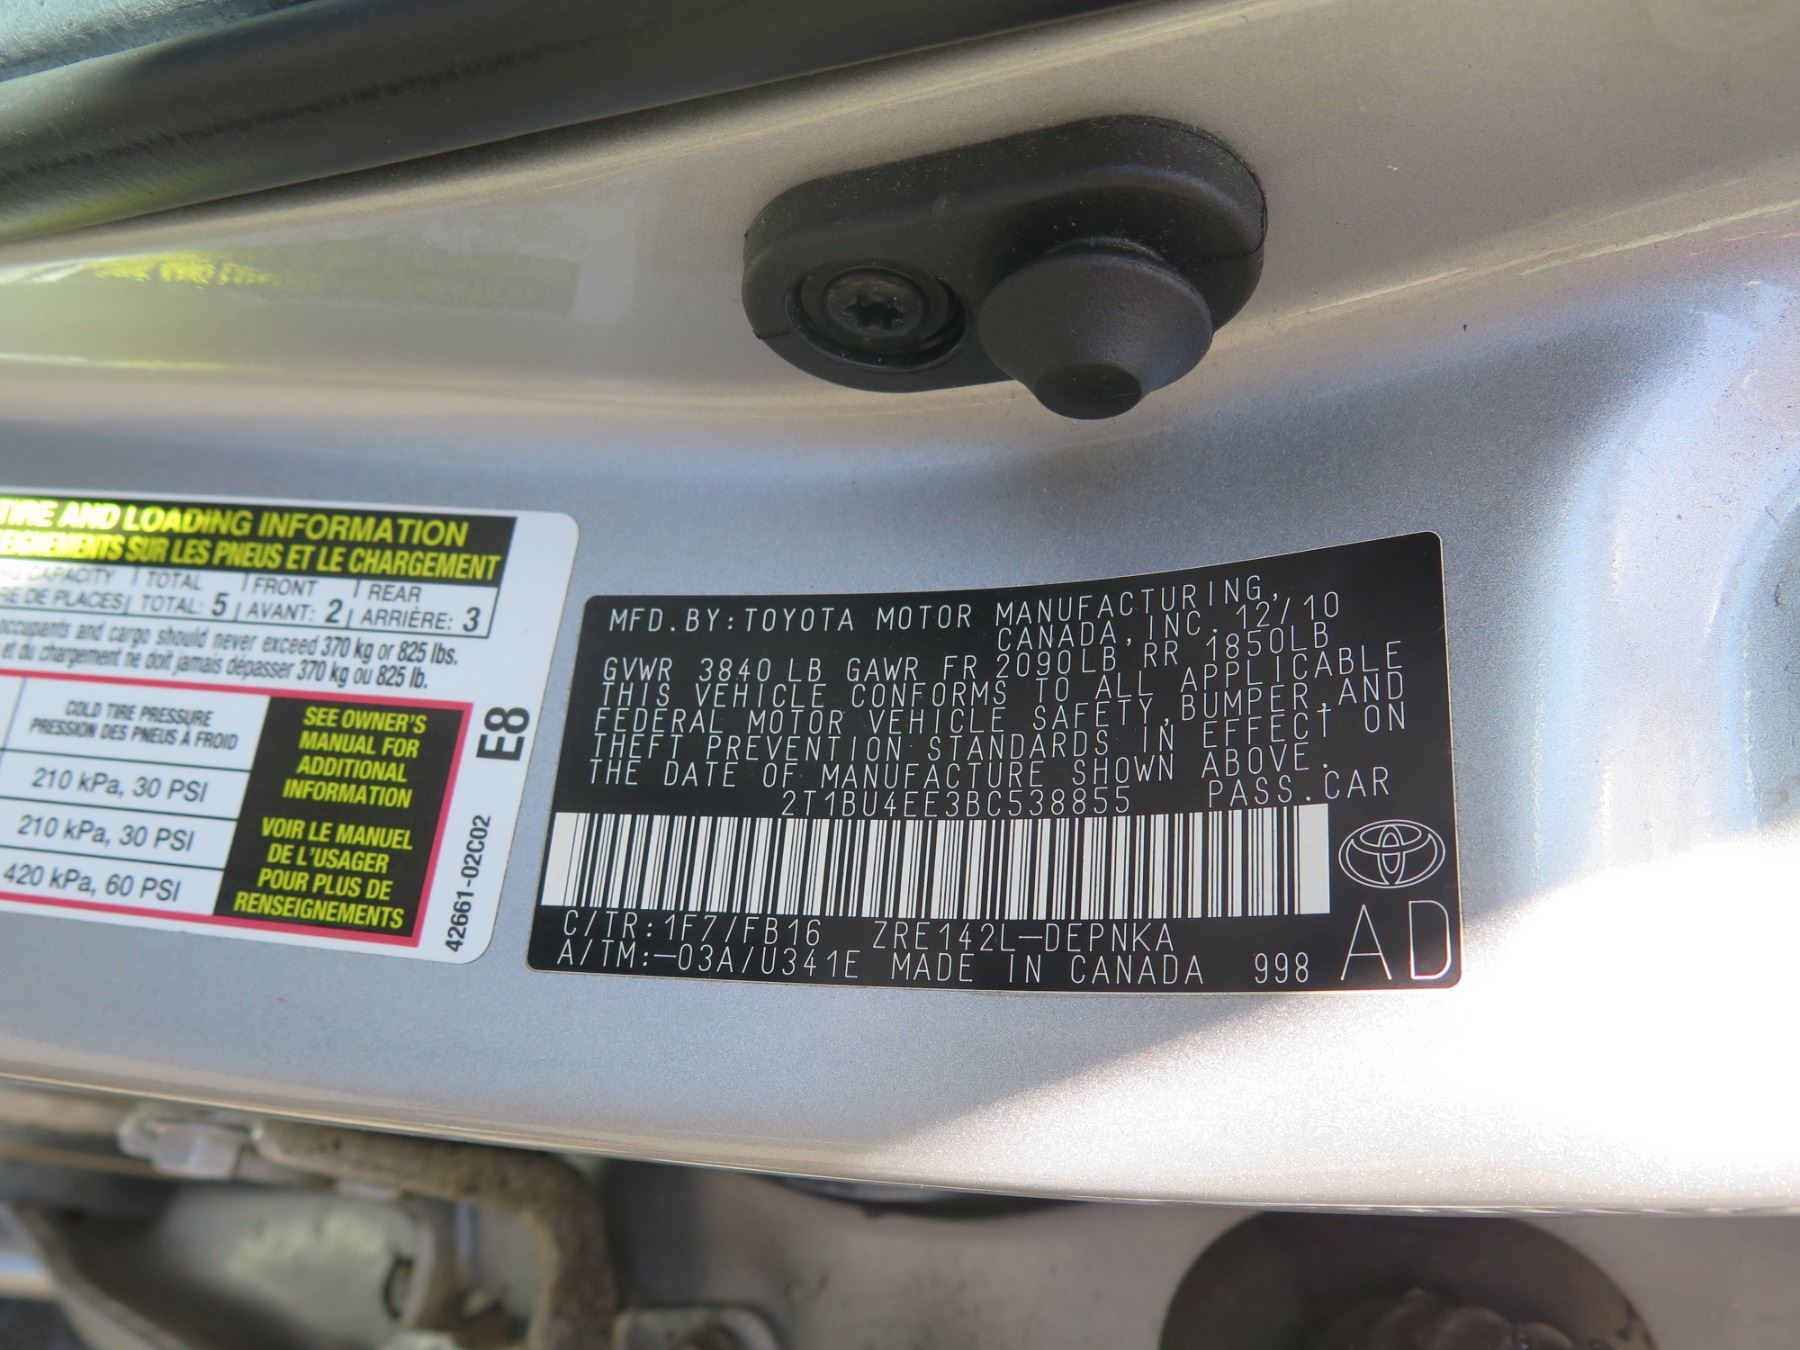 TIRE AND LOADING INFORMATION
SUR LES PNEUS ET LE CHARGEMENT
CAPACITY | TOTAL | FRONT | REAR
DE PLACES| TOTAL: 5 | AVANT: 2 | ARRIÈRE: 3
occupants and cargo should never exceed 370 kg or 825 lbs.
et du chargement ne doit jamais dépasser 370 kg ou 825 lb.
COLD TIRE PRESSURE
PRESSION DES PNEUS À FROID
210 kPa, 30 PSI
210 kPa, 30 PSI
420 kPa, 60 PSI
SEE OWNER'S
MANUAL FOR
ADDITIONAL
INFORMATION
VOIR LE MANUEL
DE L'USAGER
POUR PLUS DE
RENSEIGNEMENTS
E8
42661-02C02
MFD.BY:TOYOTA MOTOR MANUFACTURING,
CANADA, INC. 12/10
GVWR 3840 LB GAWR FR 2090LB RR 1850LB
THIS VEHICLE CONFORMS TO ALL APPLICABLE
FEDERAL MOTOR VEHICLE SAFETY, BUMPER, AND
THEFT PREVENTION STANDARDS IN EFFECT ON
THE DATE OF MANUFACTURE SHOWN ABOVE.
2T1BU4EE3BC538855 PASS.CAR
C/TR:1F7/FB16 ZRE142L-DEPNKA
A/TM:-03A/U341E MADE IN CANADA 998
AD